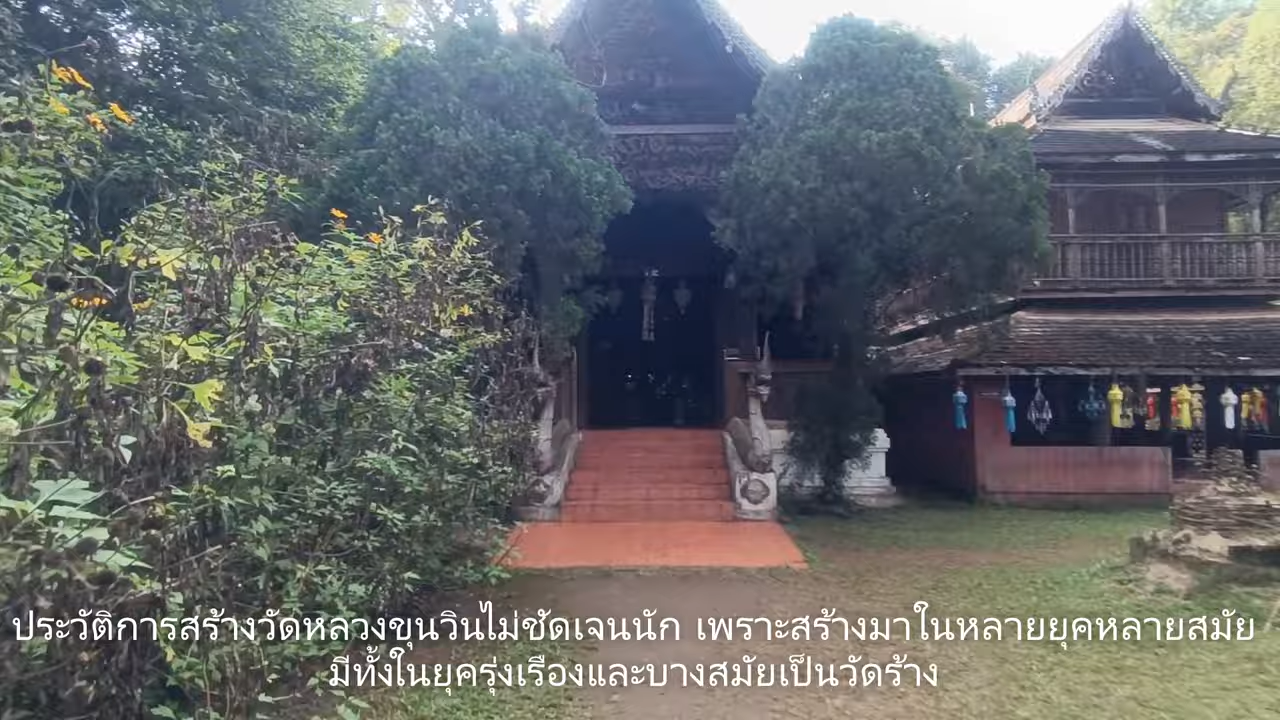 ประวัติการสร้างวัดหลวงขุนวินไม่ชัดเจนนัก เพราะสร้างมาในหลายยุคหลายสมัย
มีทั้งในยุครุ่งเรืองและบางสมัยเป็นวัดร้าง